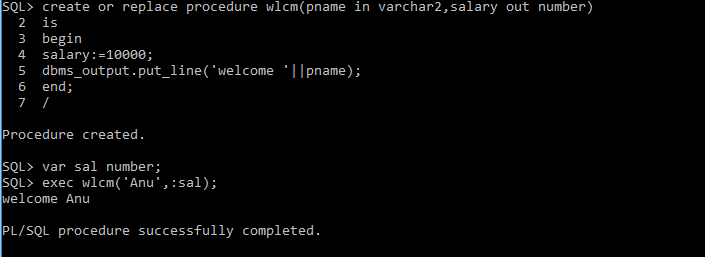 SQL> create or replace procedure wlcm(pname in varchar2,salary out number)
2 is
3 begin
4 salary:=10000;
5 dbms_output.put_line('welcome '||pname);
6 end;
7 /
Procedure created.
SQL> var sal number;
SQL> exec wlcm('Anu',:sal);
welcome Anu
PL/SQL procedure successfully completed.